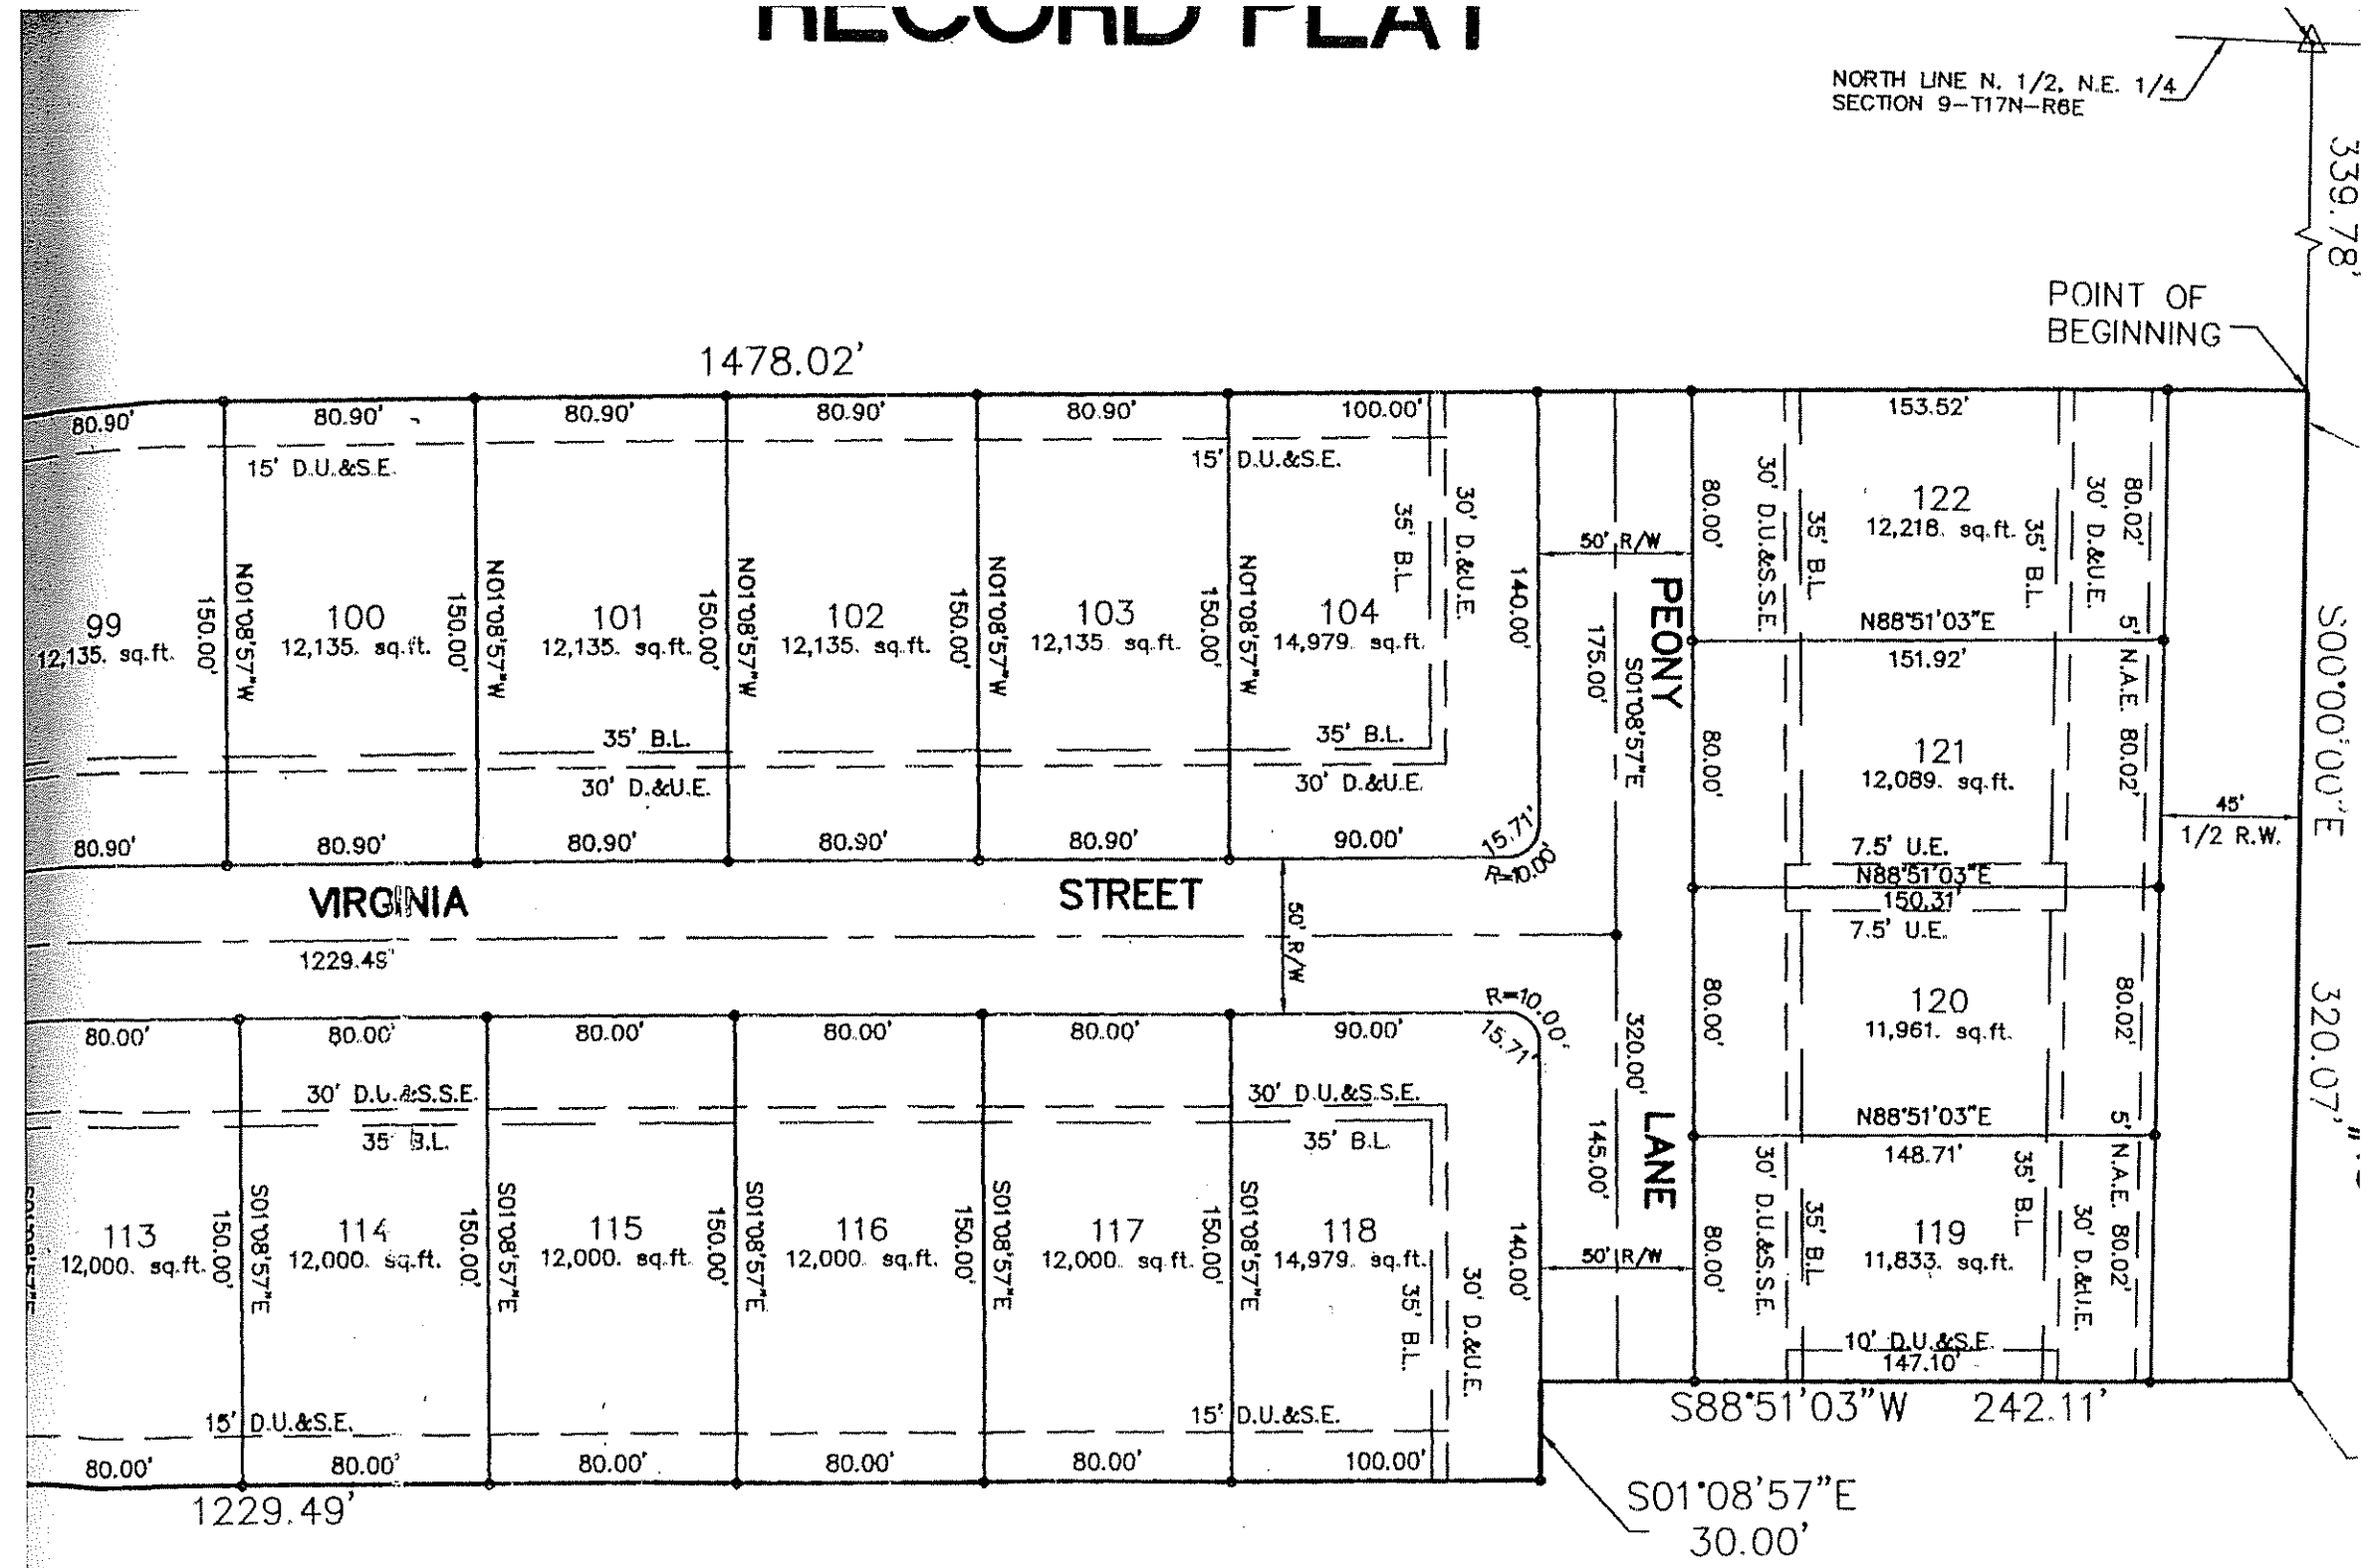 RECORD PLAT
NORTH LINE N. 1/2, N.E. 1/4
SECTION 9-T17N-R6E
339.78'
POINT OF
BEGINNING
1478.02'
80.90'
80.90'
80.90'
80.90'
80.90'
100.00'
153.52'
15' D.U.&S.E.
15' D.U.&S.E.
99
12,135. sq.ft.
150.00'
N01°08'57"W
100
12,135. sq.ft.
150.00'
N01°08'57"W
101
12,135. sq.ft.
150.00'
N01°08'57"W
102
12,135. sq.ft.
150.00'
N01°08'57"W
103
12,135 sq.ft.
150.00'
N01°08'57"W
104
14,979. sq.ft.
35' B.L.
30' D.&U.E.
140.00'
35' B.L.
30' D.&U.E.
35' B.L.
30' D.&U.E.
80.90'
80.90'
80.90'
80.90'
80.90'
90.00'
15.71'
R=10.00'
50' R/W
PEONY
175.00'
S01°08'57"E
80.00'
30' D.U.&S.S.E.
35' B.L.
122
12,218. sq.ft.
35' B.L.
30' D.&U.E.
80.02'
5' N.A.E.
N88°51'03"E
151.92'
80.00'
121
12,089. sq.ft.
80.02'
7.5' U.E.
N88°51'03"E
150.31'
7.5' U.E.
45'
1/2 R.W.
S00°00'00"E
320.07'
VIRGINIA
STREET
1229.49'
50' R/W
80.00'
120
11,961. sq.ft.
80.02'
N88°51'03"E
148.71'
320.00'
145.00'
LANE
50' R/W
80.00'
30' D.U.&S.S.E.
35' B.L.
119
11,833. sq.ft.
35' B.L.
30' D.&U.E.
5' N.A.E.
80.02'
10' D.U.&S.E.
147.10'
S88°51'03"W
242.11'
80.00'
80.00'
80.00'
80.00'
80.00'
90.00'
R=10.00'
15.71'
30' D.U.&S.S.E.
35' B.L.
30' D.U.&S.S.E.
35' B.L.
S01°08'57"E
113
12,000. sq.ft.
150.00'
S01°08'57"E
114
12,000. sq.ft.
150.00'
S01°08'57"E
115
12,000. sq.ft.
150.00'
S01°08'57"E
116
12,000. sq.ft.
150.00'
S01°08'57"E
117
12,000. sq.ft.
150.00'
S01°08'57"E
118
14,979. sq.ft.
35' B.L.
30' D.&U.E.
140.00'
15' D.U.&S.E.
15' D.U.&S.E.
80.00'
80.00'
80.00'
80.00'
80.00'
100.00'
1229.49'
S01°08'57"E
30.00'